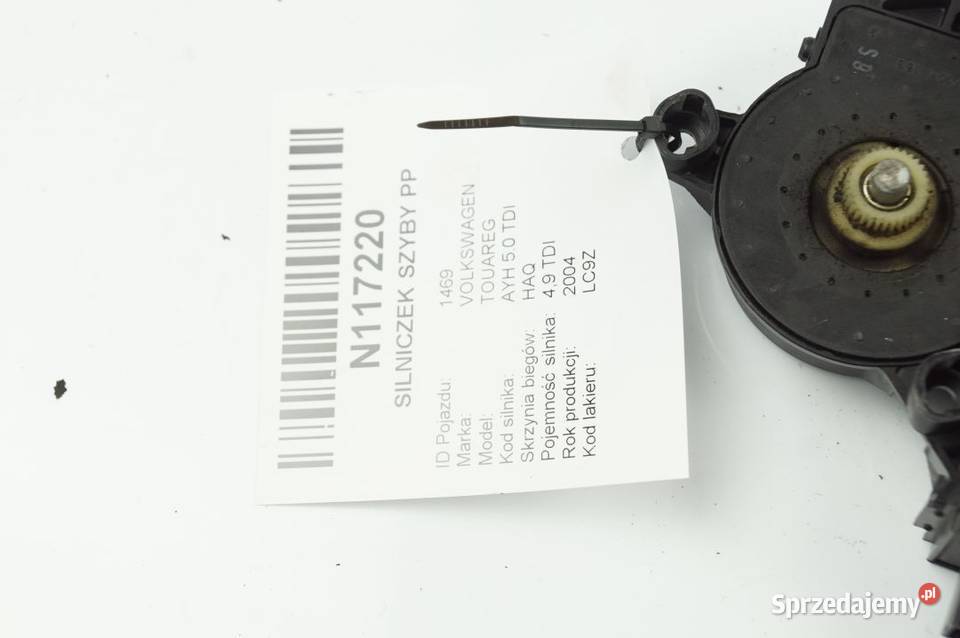 N117220
SILNICZEK SZYBY PP
ID Pojazdu: 1469
Marka: VOLKSWAGEN
Model: TOUAREG
Kod silnika: AYH 5.0 TDI
Skrzynia biegów: HAQ
Pojemność silnika: 4,9 TDI
Rok produkcji: 2004
Kod lakieru: LC9Z
Sprzedajemy.pl